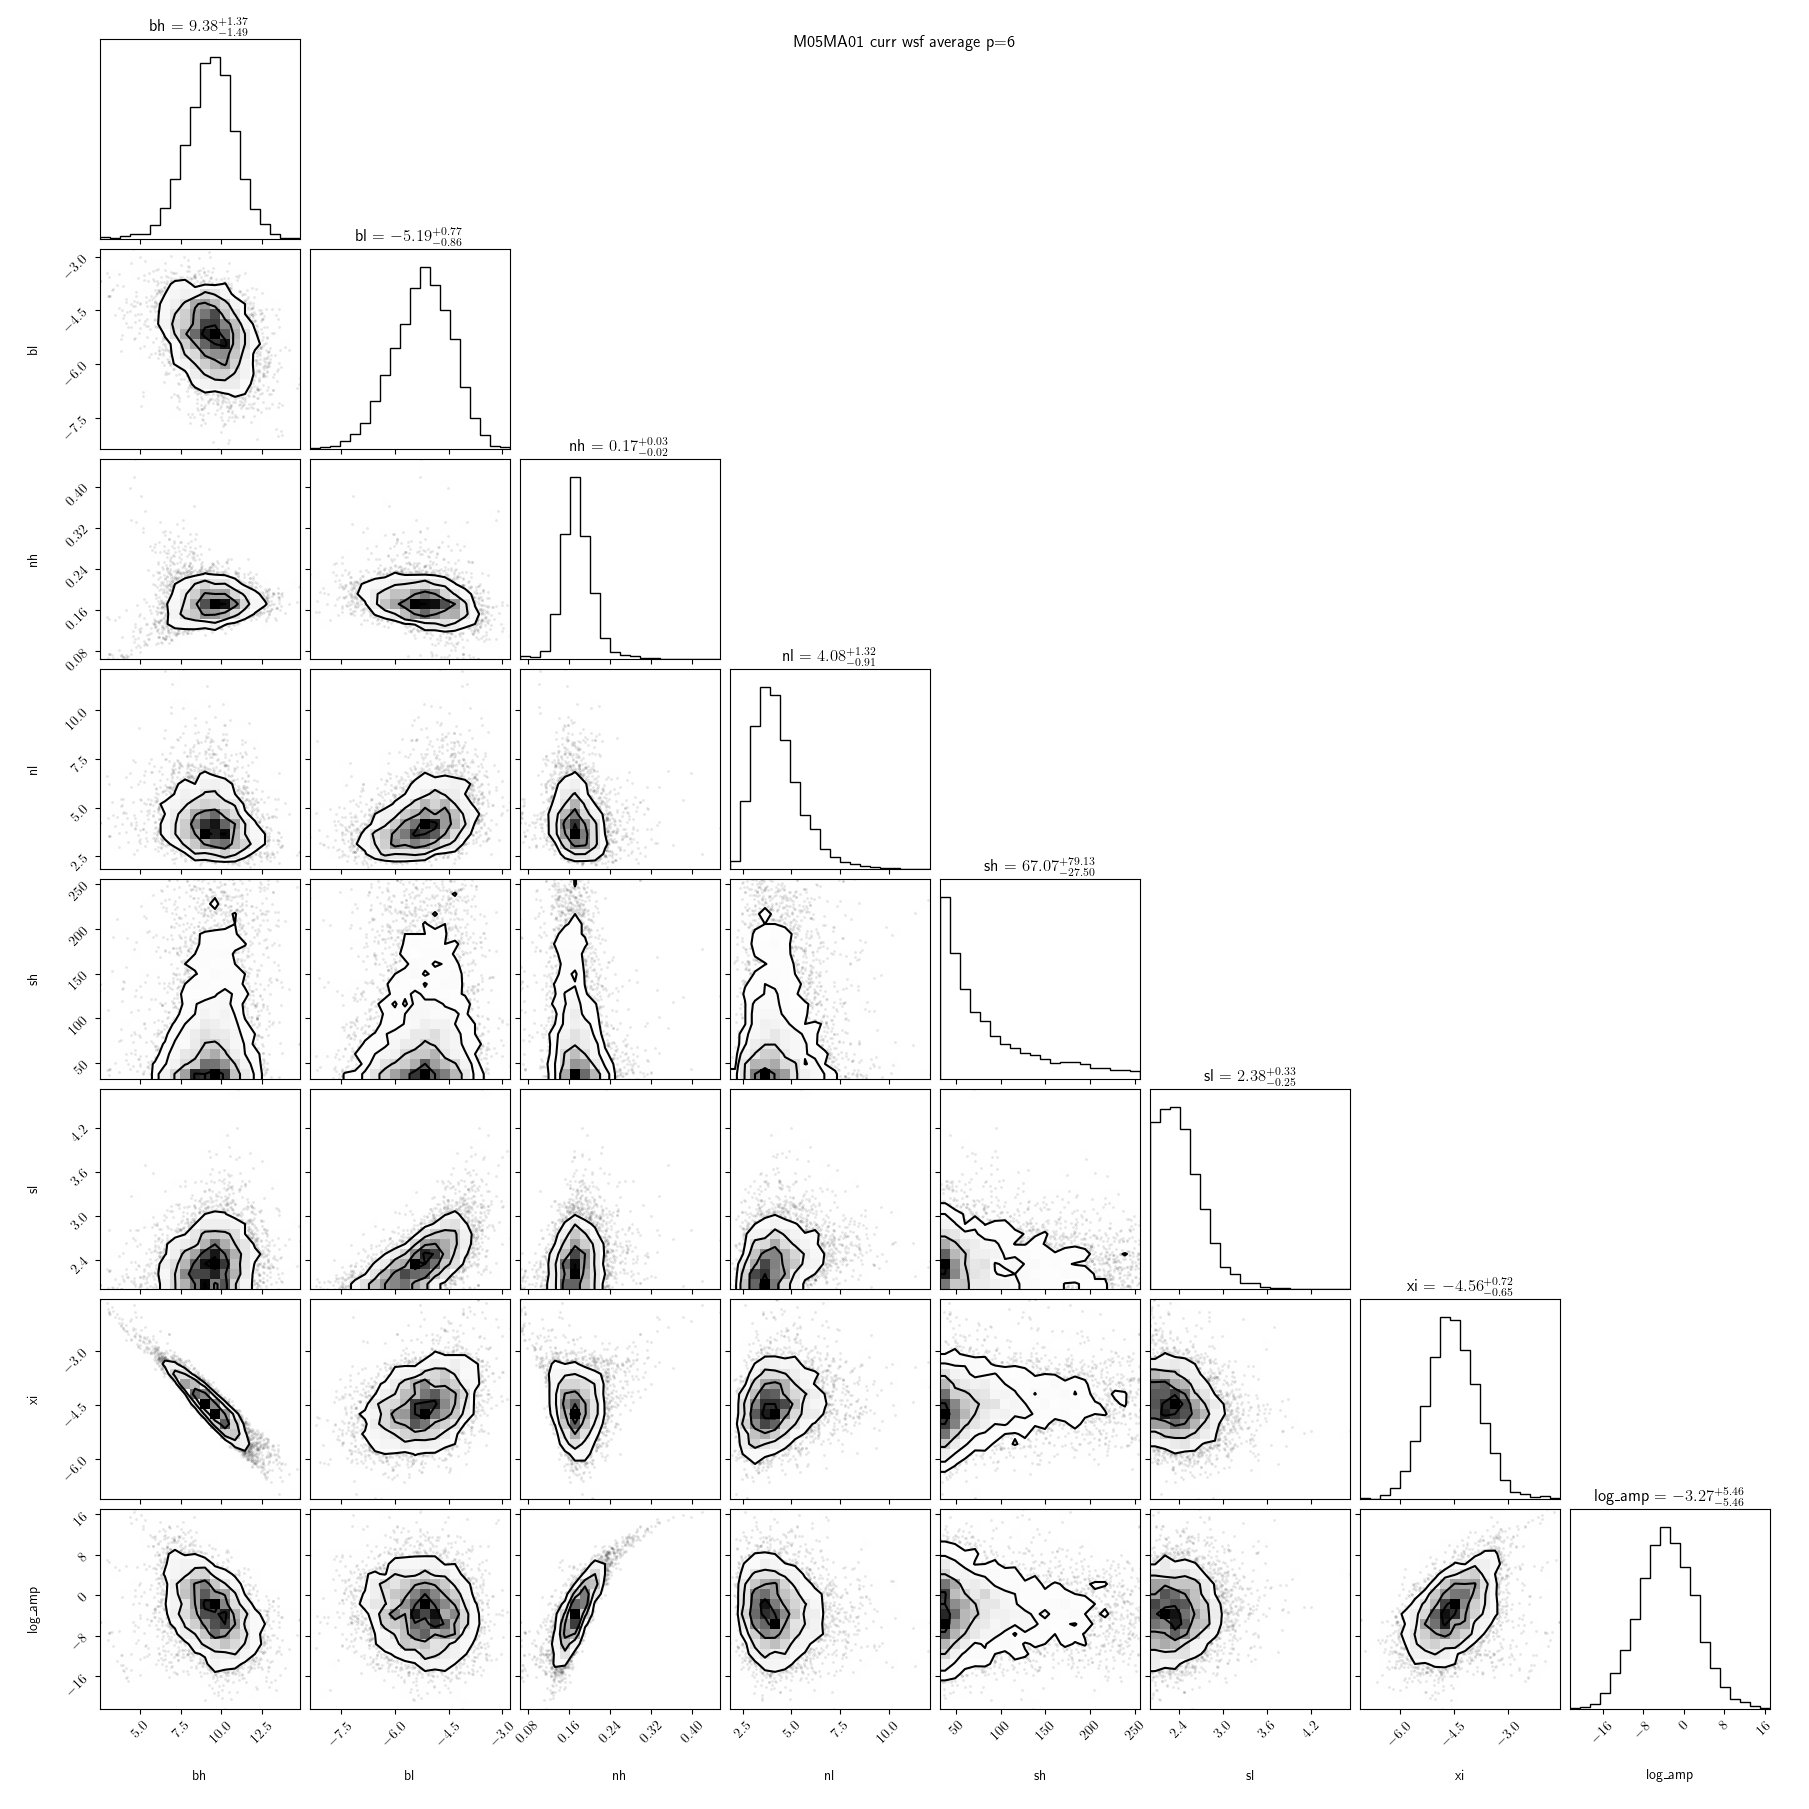 bh = 9.38+1.37 −1.49
M05MA01 curr wsf average p=6
bl = −5.19+0.77 −0.86
−3.0
−4.5
−6.0
−7.5
bl
nh = 0.17+0.03 −0.02
0.40
0.32
0.24
0.16
0.08
nh
nl = 4.08+1.32 −0.91
10.0
7.5
5.0
2.5
nl
sh = 67.07+79.13 −27.50
250
200
150
100
50
sh
sl = 2.38+0.33 −0.25
4.2
3.6
3.0
2.4
sl
xi = −4.56+0.72 −0.65
−3.0
−4.5
−6.0
xi
log_amp = −3.27+5.46 −5.46
16
8
0
−8
−16
log_amp
5.0 7.5 10.0 12.5
−7.5 −6.0 −4.5 −3.0
0.08 0.16 0.24 0.32 0.40
2.5 5.0 7.5 10.0
50 100 150 200 250
2.4 3.0 3.6 4.2
−6.0 −4.5 −3.0
−16 −8 0 8 16
bh bl nh nl sh sl xi log_amp